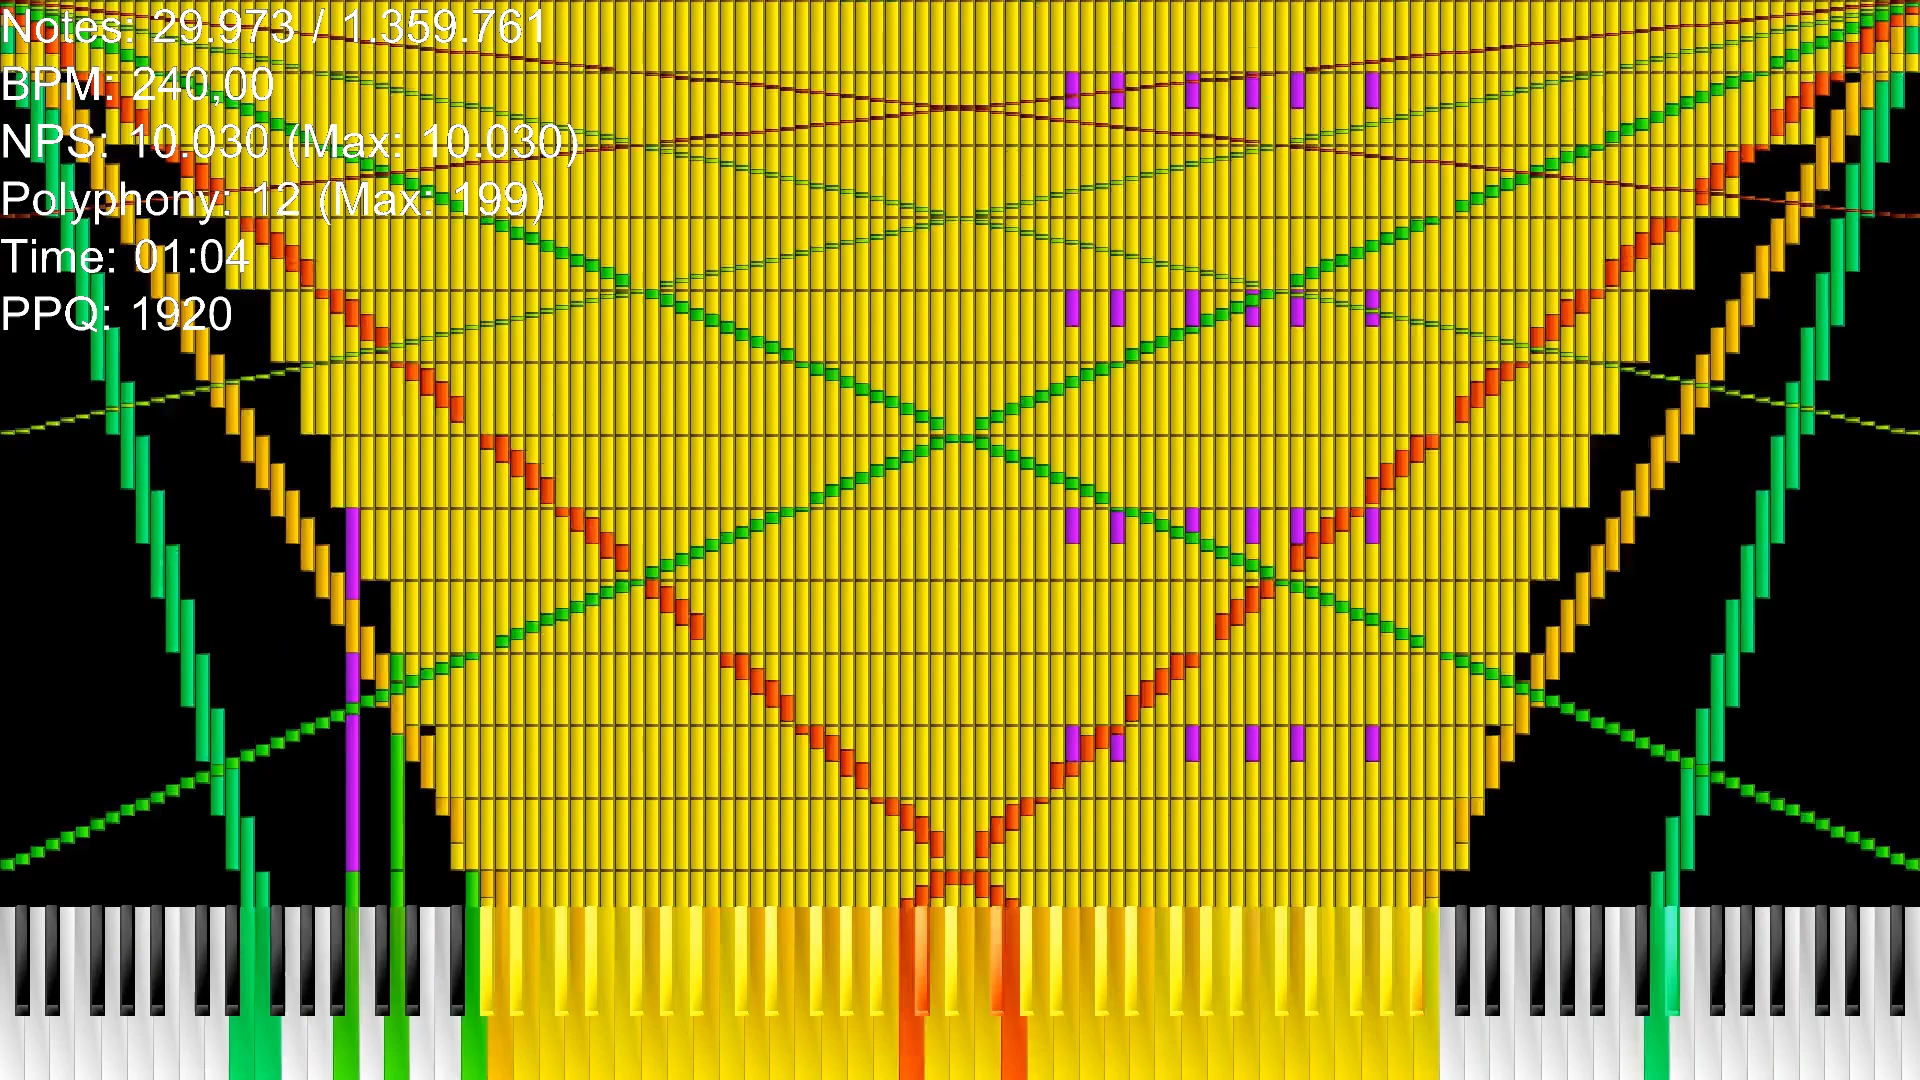 Notes: 29.973 / 1.359.761
BPM: 240,00
NPS: 10.030 (Max: 10.030)
Polyphony: 12 (Max: 199)
Time: 01:04
PPQ: 1920